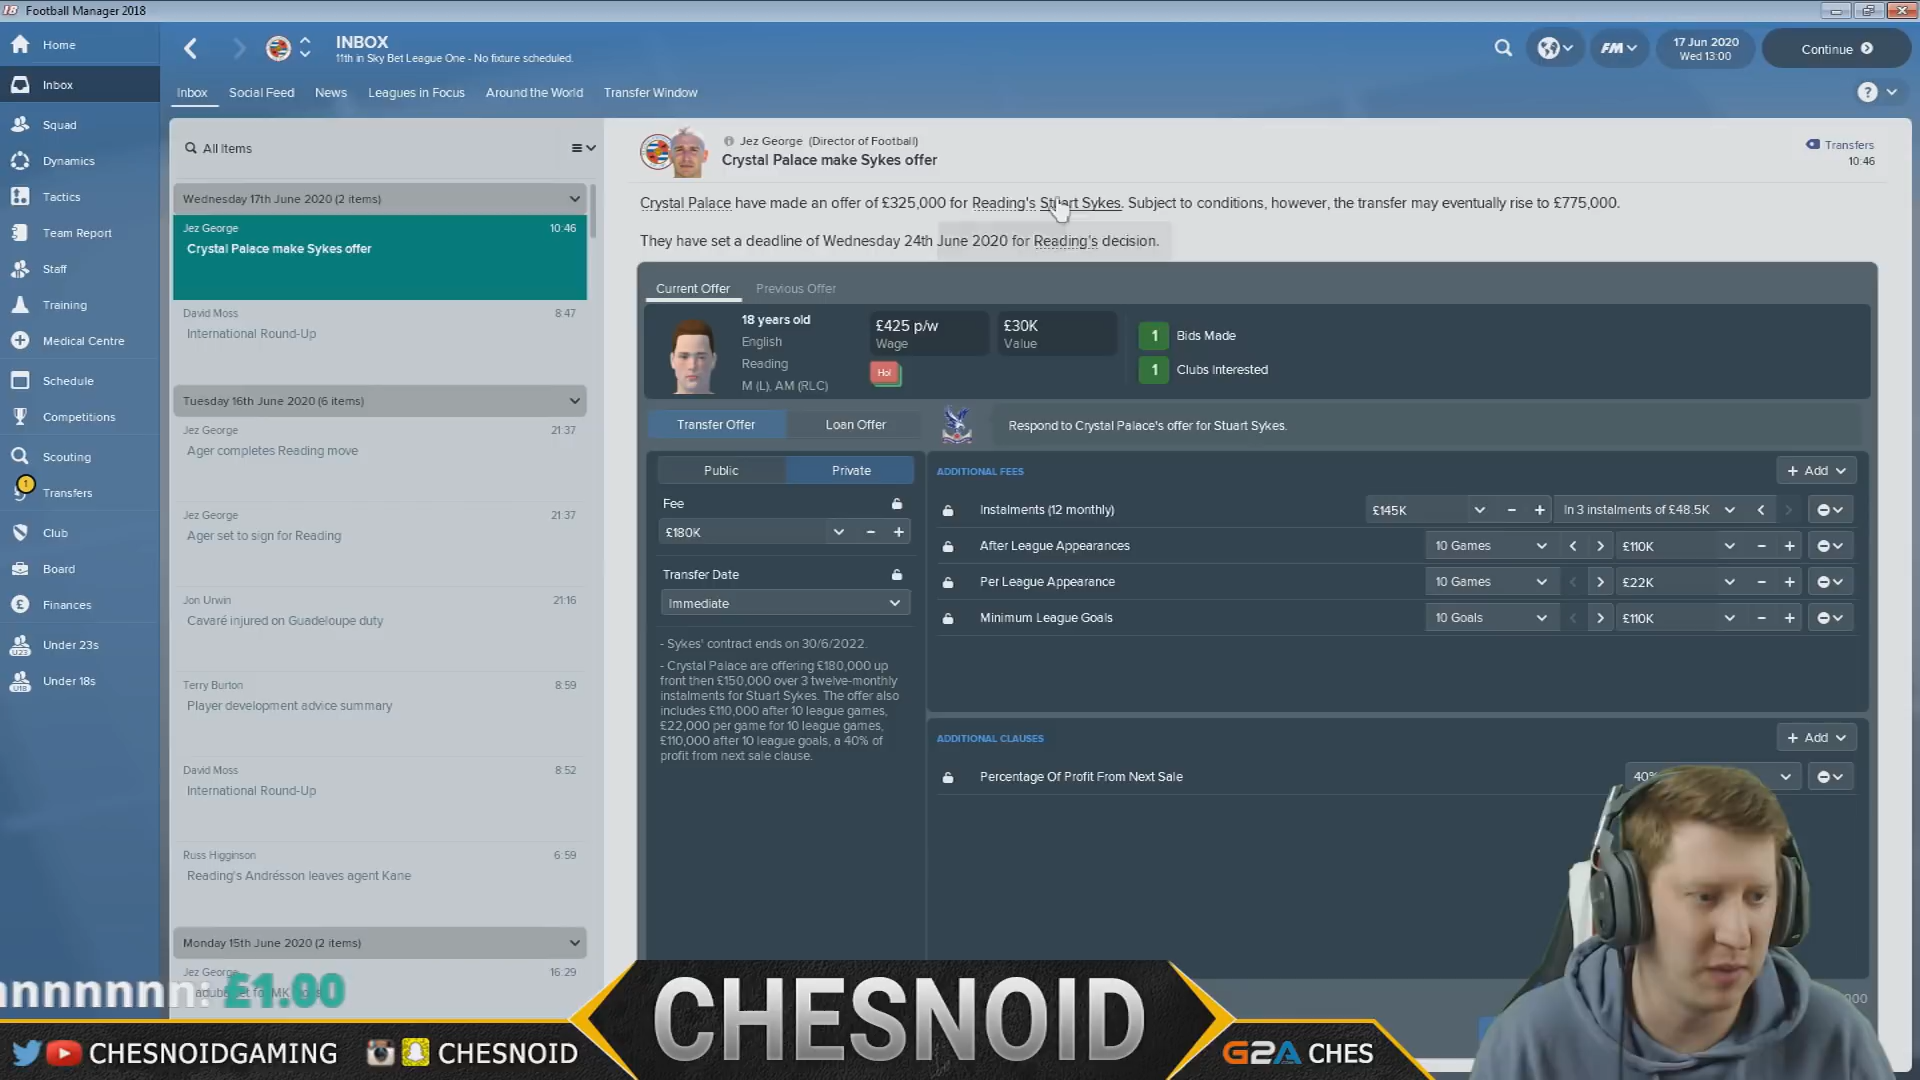 Football Manager 2018
Home
INBOX
11th in Sky Bet League One - No fixture scheduled.
FM
17 Jun 2020
Wed 13:00
Continue
Inbox
Inbox
Social Feed
News
Leagues in Focus
Around the World
Transfer Window
?
Squad
Dynamics
Tactics
Team Report
Staff
Training
Medical Centre
Schedule
Competitions
Scouting
1
Transfers
Club
Board
Finances
Under 23s
U23
Under 18s
U18
All Items
Wednesday 17th June 2020 (2 items)
Jez George 10:46
Crystal Palace make Sykes offer
David Moss 8:47
International Round-Up
Tuesday 16th June 2020 (6 items)
Jez George 21:37
Ager completes Reading move
Jez George 21:37
Ager set to sign for Reading
Jon Urwin 21:16
Cavaré injured on Guadeloupe duty
Terry Burton 8:59
Player development advice summary
David Moss 8:52
International Round-Up
Russ Higginson 6:59
Reading's Andrésson leaves agent Kane
Monday 15th June 2020 (2 items)
Jez George 16:29
Jez George (Director of Football)
Crystal Palace make Sykes offer
Transfers
10:46
Crystal Palace have made an offer of £325,000 for Reading's Stuart Sykes. Subject to conditions, however, the transfer may eventually rise to £775,000.
They have set a deadline of Wednesday 24th June 2020 for Reading's decision.
Current Offer
Previous Offer
18 years old
English
Reading
M (L), AM (RLC)
£425 p/w
Wage
£30K
Value
Hol
1 Bids Made
1 Clubs Interested
Transfer Offer
Loan Offer
Respond to Crystal Palace's offer for Stuart Sykes.
Public
Private
Fee
£180K
Transfer Date
Immediate
- Sykes' contract ends on 30/6/2022.
- Crystal Palace are offering £180,000 up
front then £150,000 over 3 twelve-monthly
instalments for Stuart Sykes. The offer also
includes £110,000 after 10 league games,
£22,000 per game for 10 league games,
£110,000 after 10 league goals, a 40% of
profit from next sale clause.
ADDITIONAL FEES
Add
Instalments (12 monthly) £145K In 3 instalments of £48.5K
After League Appearances 10 Games £110K
Per League Appearance 10 Games £22K
Minimum League Goals 10 Goals £110K
ADDITIONAL CLAUSES
Add
Percentage Of Profit From Next Sale 40%
nnnnnnn: £1.00
CHESNOIDGAMING
CHESNOID
CHESNOID
G2A CHES